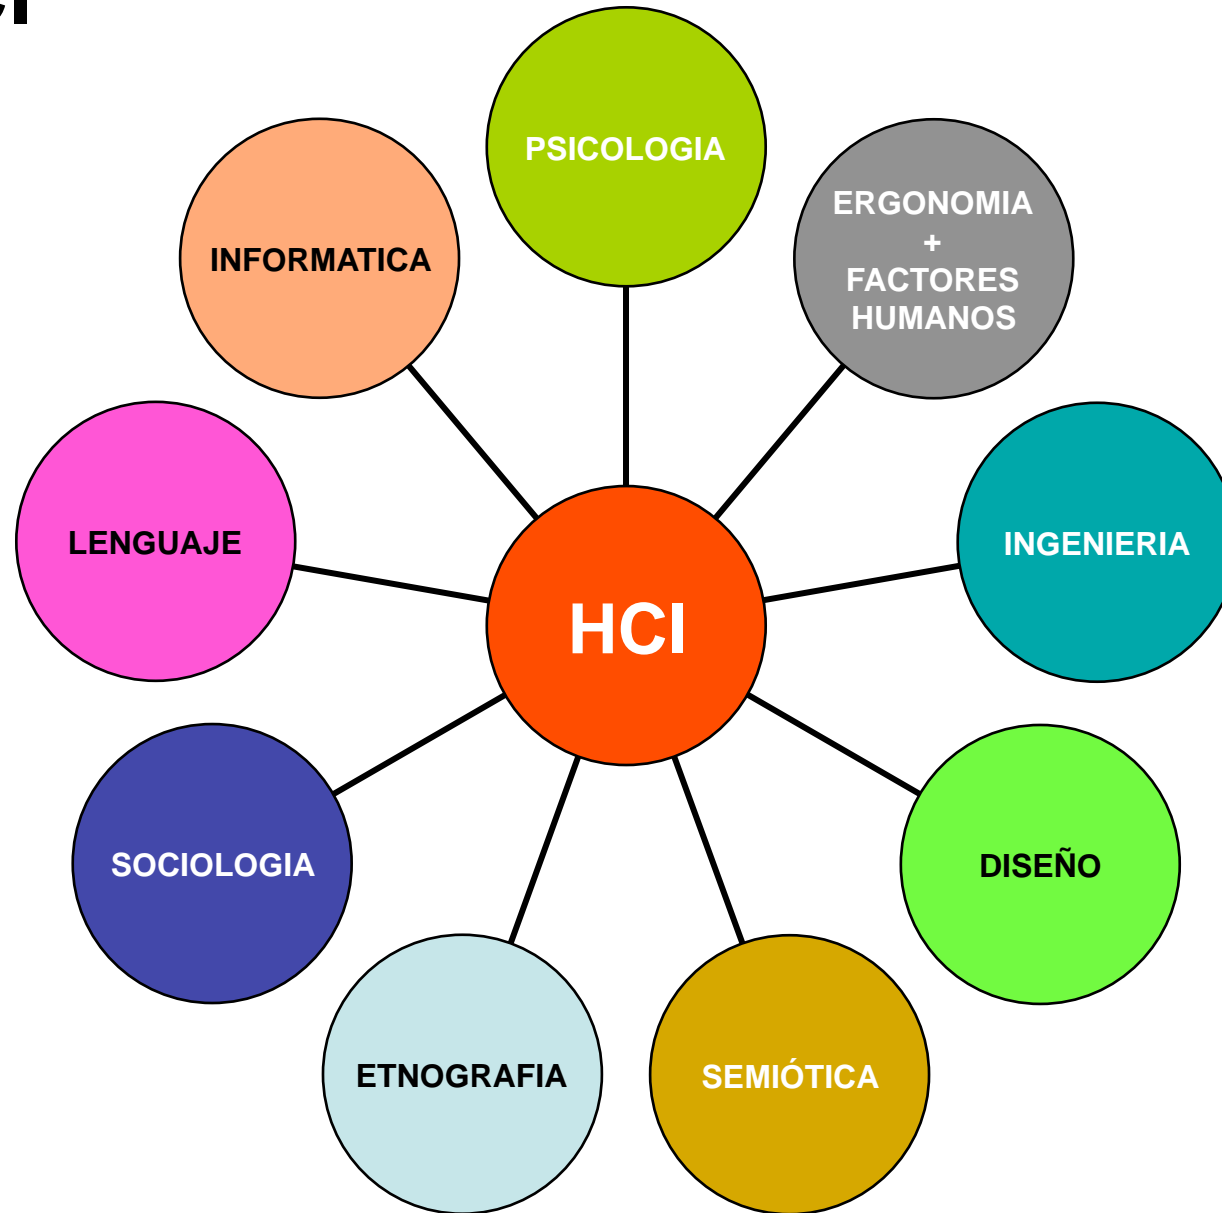 PSICOLOGIA
ERGONOMIA
+
FACTORES
HUMANOS
INFORMATICA
LENGUAJE
INGENIERIA
HCI
SOCIOLOGIA
DISEÑO
ETNOGRAFIA
SEMIÓTICA